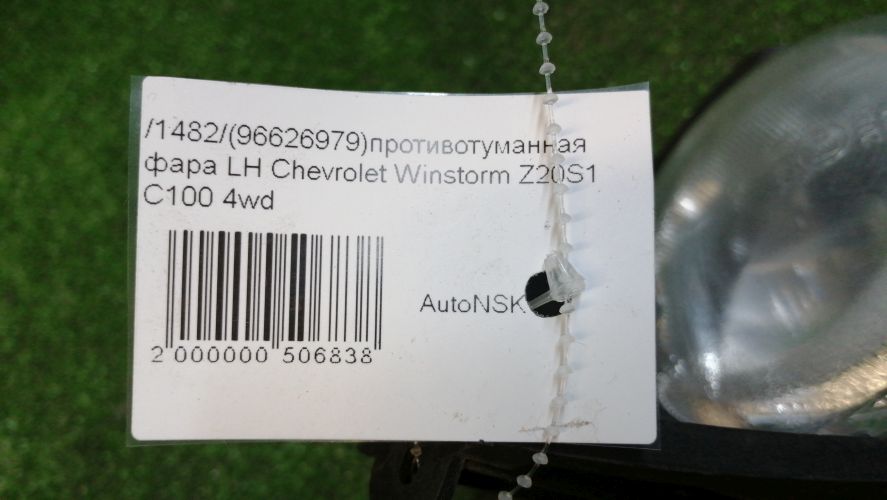 /1482/(96626979)противотуманная
фара LH Chevrolet Winstorm Z20S1
C100 4wd
AutoNSK
2 000000 506838